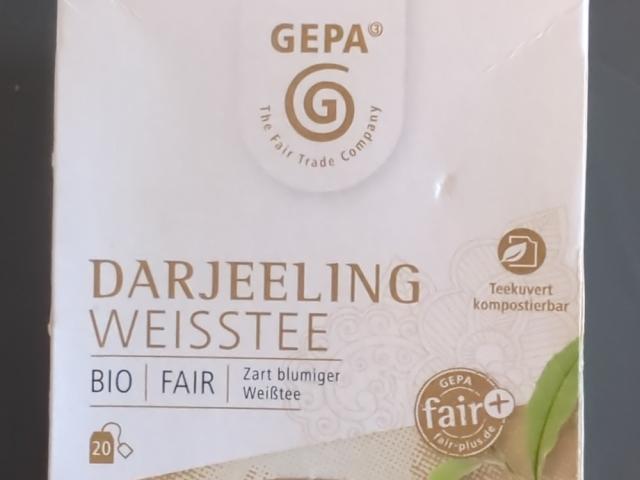 GEPA
G
The Fair Trade Company
DARJEELING
WEISSTEE
BIO | FAIR | Zart blumiger
Weißtee
20
Teekuvert
kompostierbar
GEPA
fair+
fair-plus.de